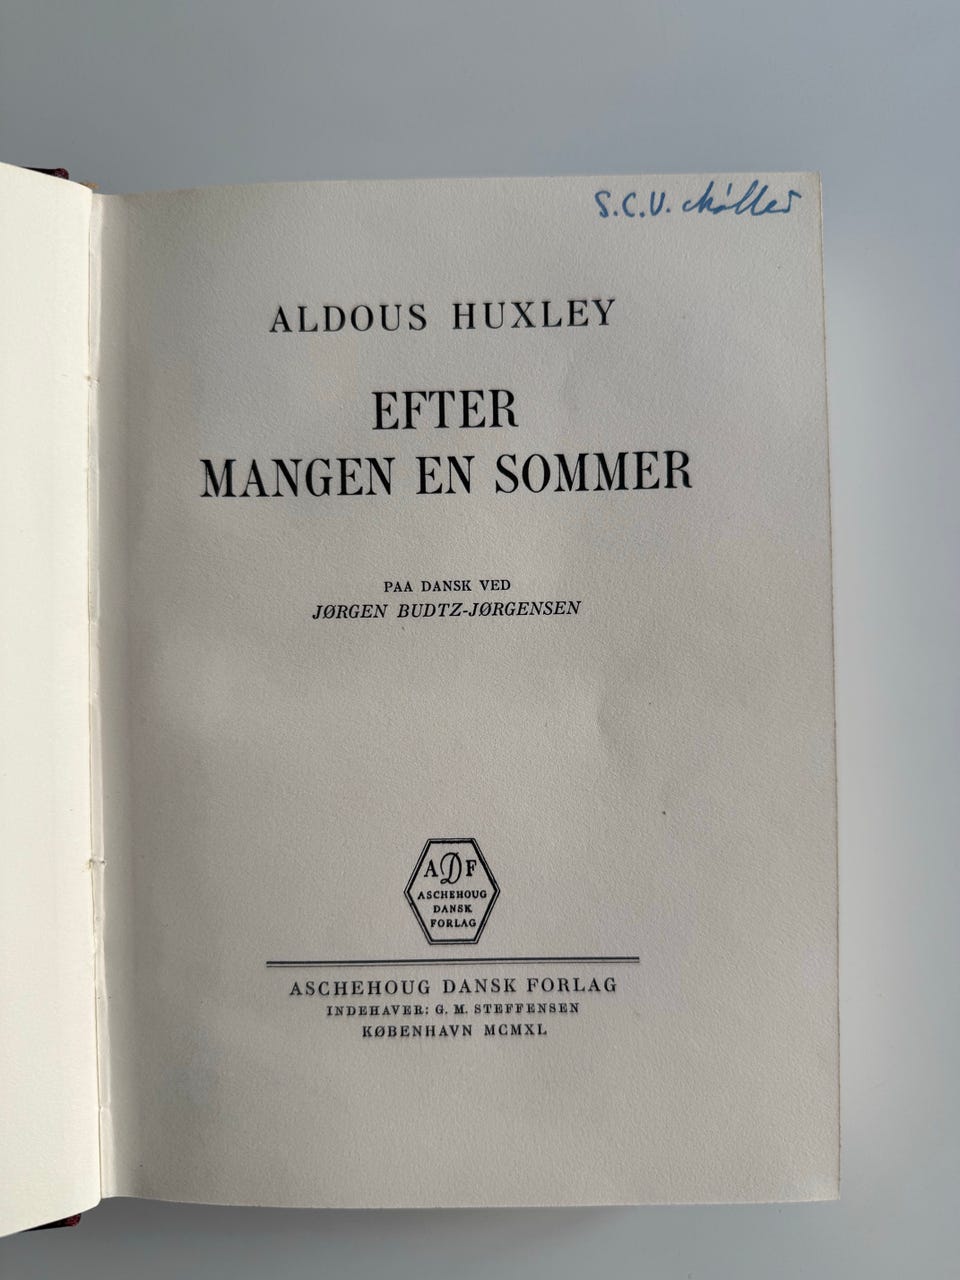 S.C.V. Møller
ALDOUS HUXLEY
EFTER
MANGEN EN SOMMER
PAA DANSK VED
JØRGEN BUDTZ-JØRGENSEN
ADF
ASCHEHOUG
DANSK
FORLAG
ASCHEHOUG DANSK FORLAG
INDEHAVER: G. M. STEFFENSEN
KØBENHAVN MCMXL